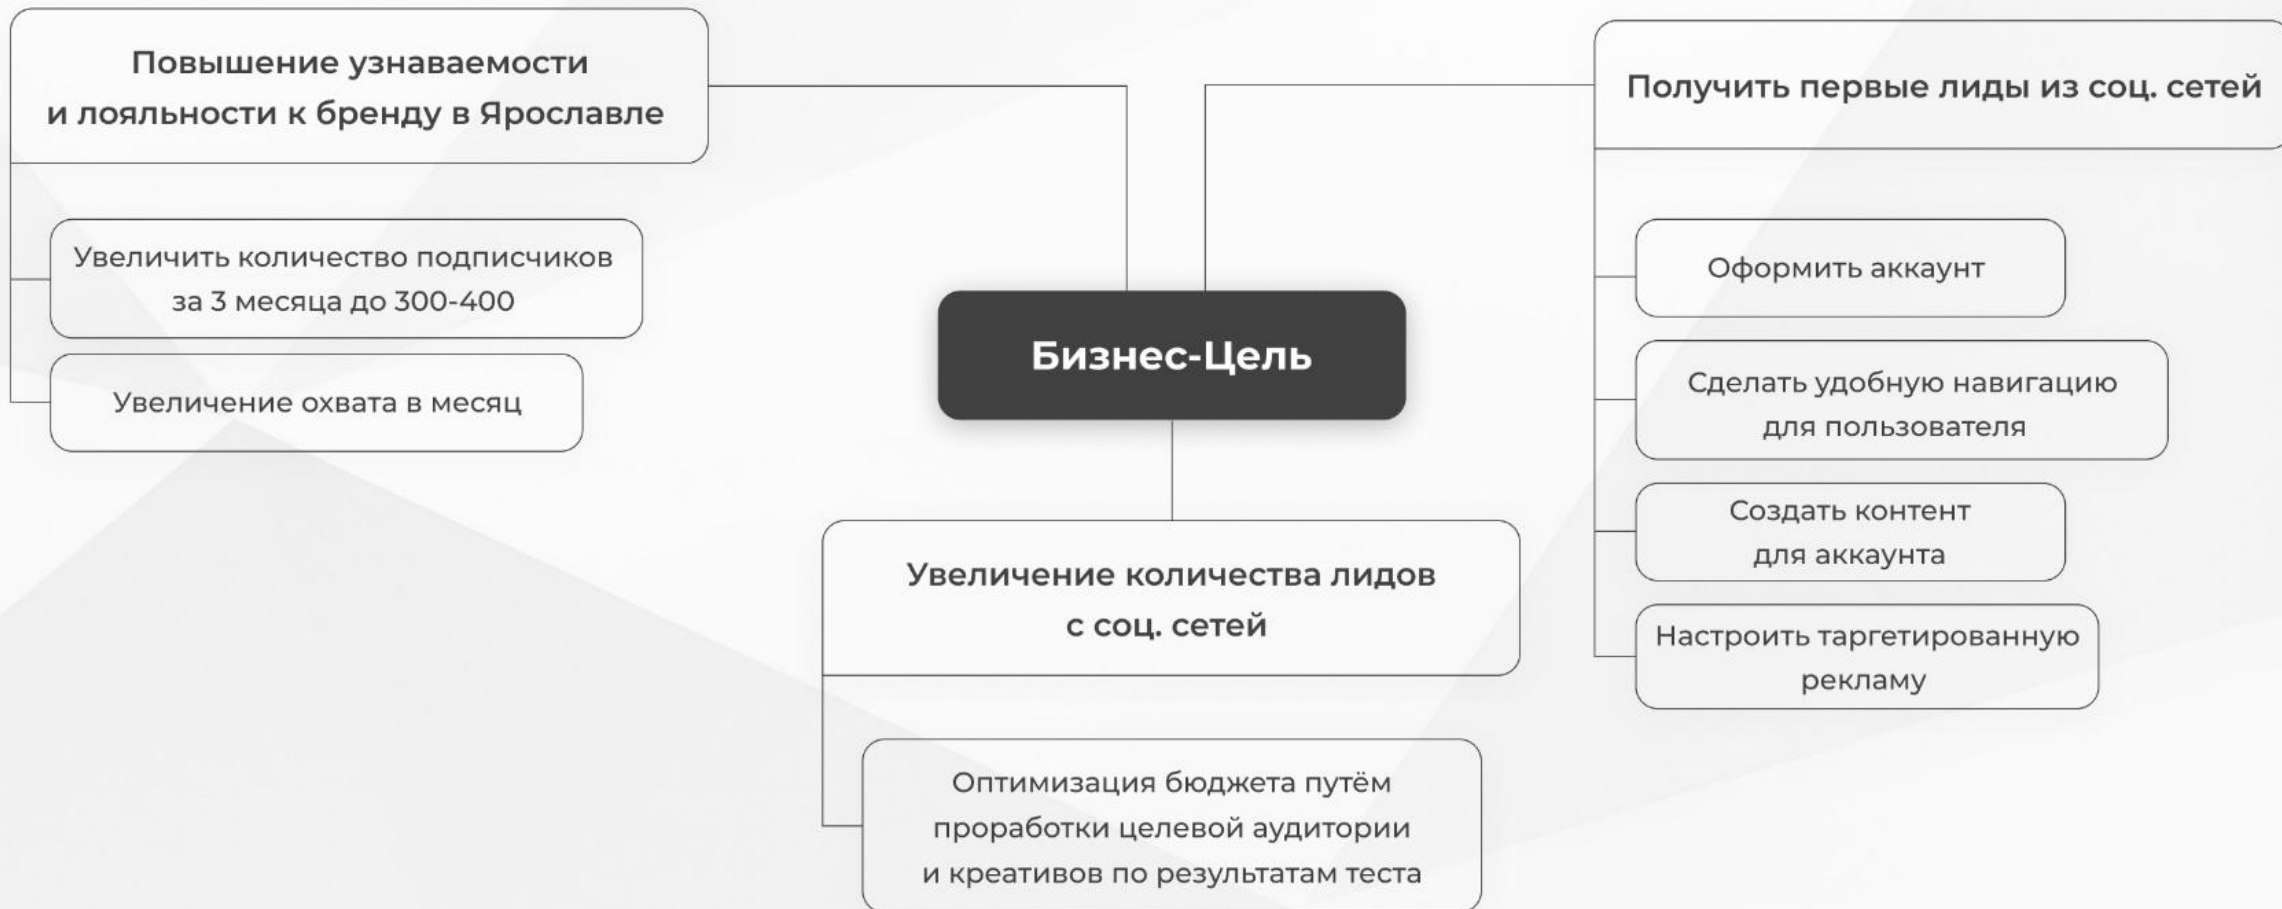 Повышение узнаваемости
и лояльности к бренду в Ярославле
Увеличить количество подписчиков
за 3 месяца до 300-400
Увеличение охвата в месяц
Бизнес-Цель
Увеличение количества лидов
с соц. сетей
Оптимизация бюджета путём
проработки целевой аудитории
и креативов по результатам теста
Получить первые лиды из соц. сетей
Оформить аккаунт
Сделать удобную навигацию
для пользователя
Создать контент
для аккаунта
Настроить таргетированную
рекламу